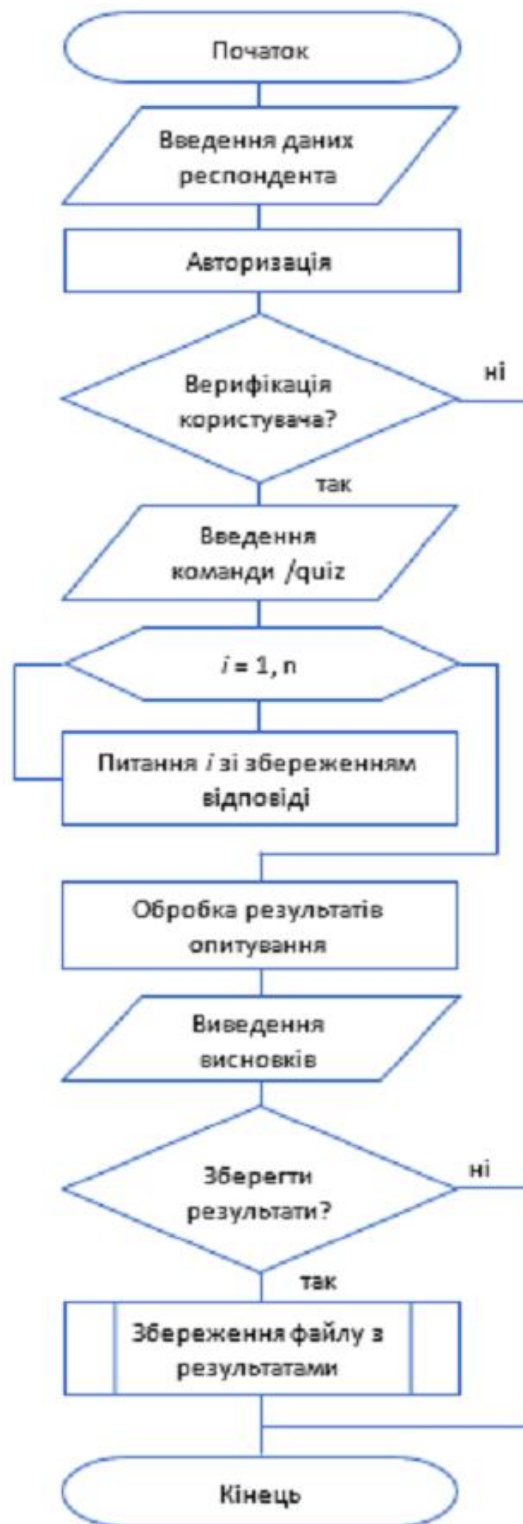 Початок
Введення даних
респондента
Авторизація
Верифікація
користувача?
ні
так
Введення
команди /quiz
i = 1, n
Питання i зі збереженням
відповіді
Обробка результатів
опитування
Виведення
висновків
Зберегти
результати?
ні
так
Збереження файлу з
результатами
Кінець